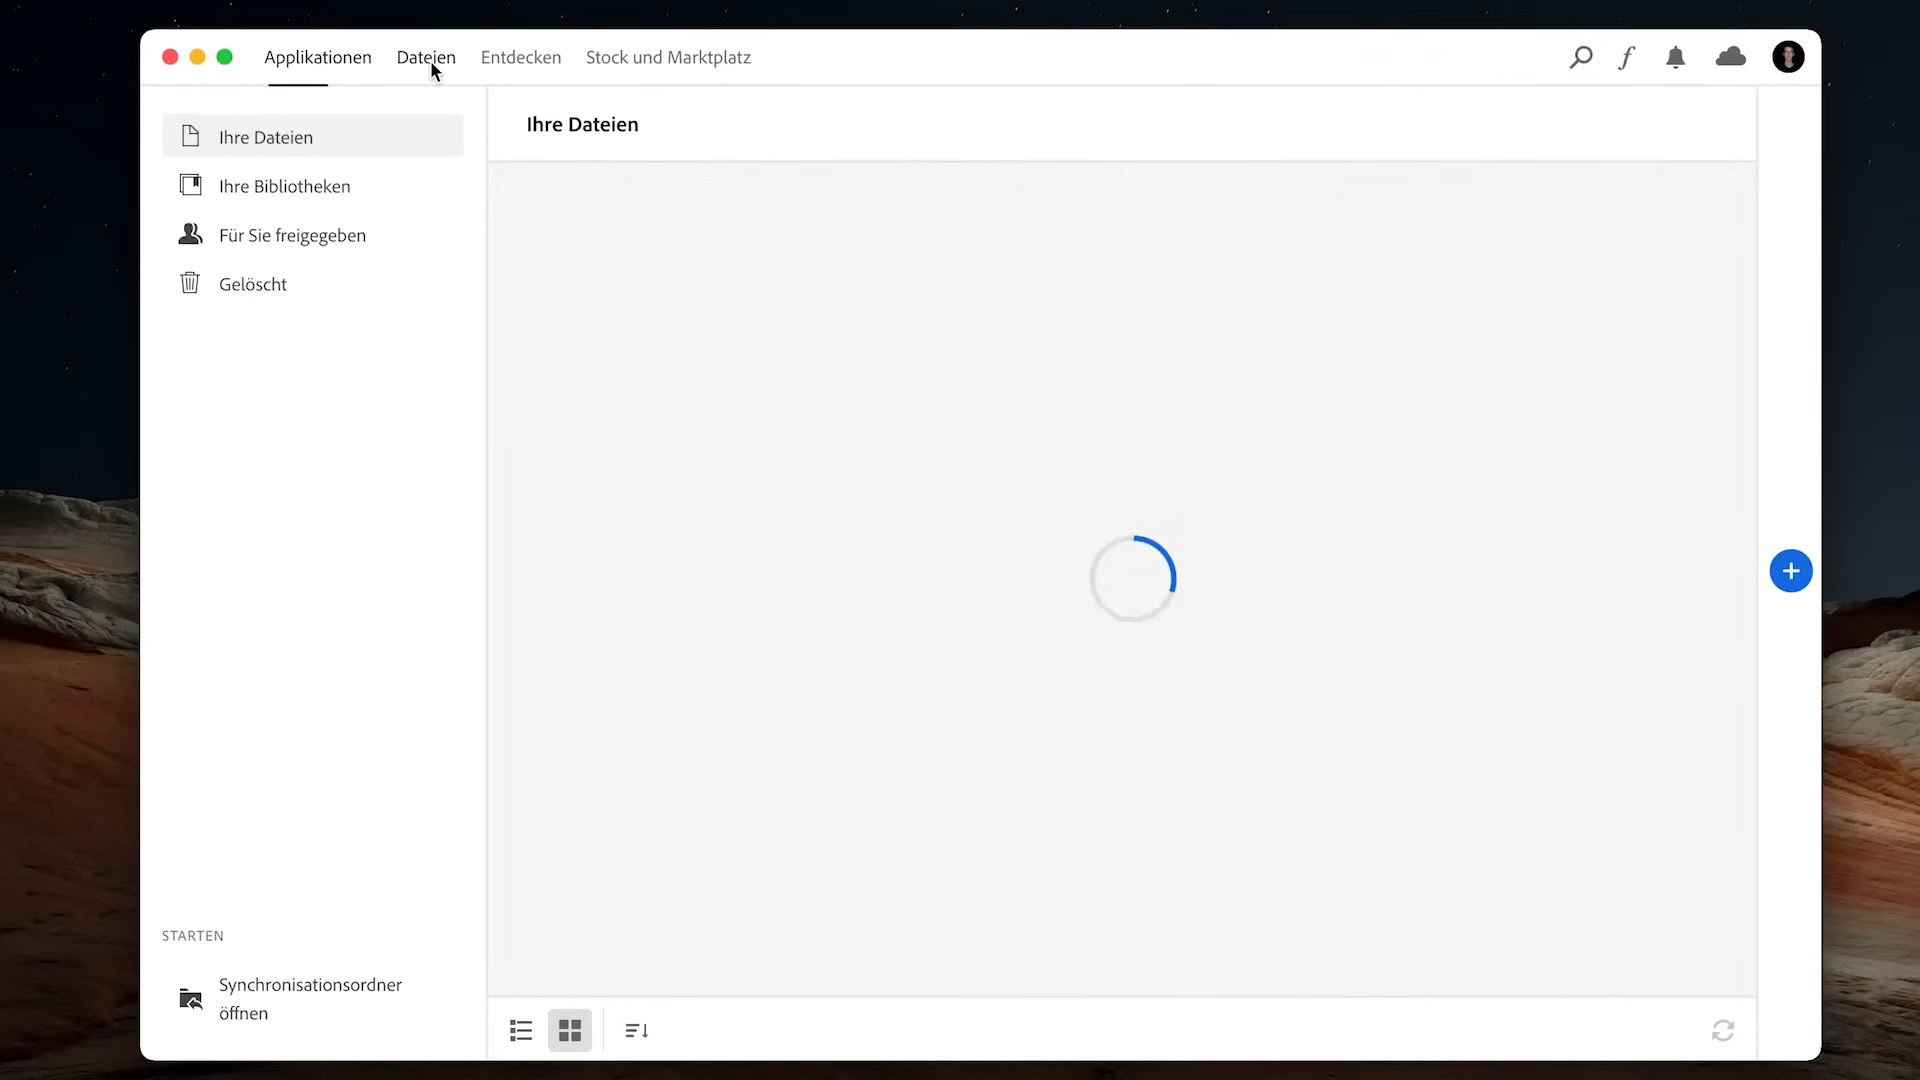 Applikationen Dateien Entdecken Stock und Marktplatz
Ihre Dateien
Ihre Bibliotheken
Für Sie freigegeben
Gelöscht
STARTEN
Synchronisationsordner
öffnen
Ihre Dateien